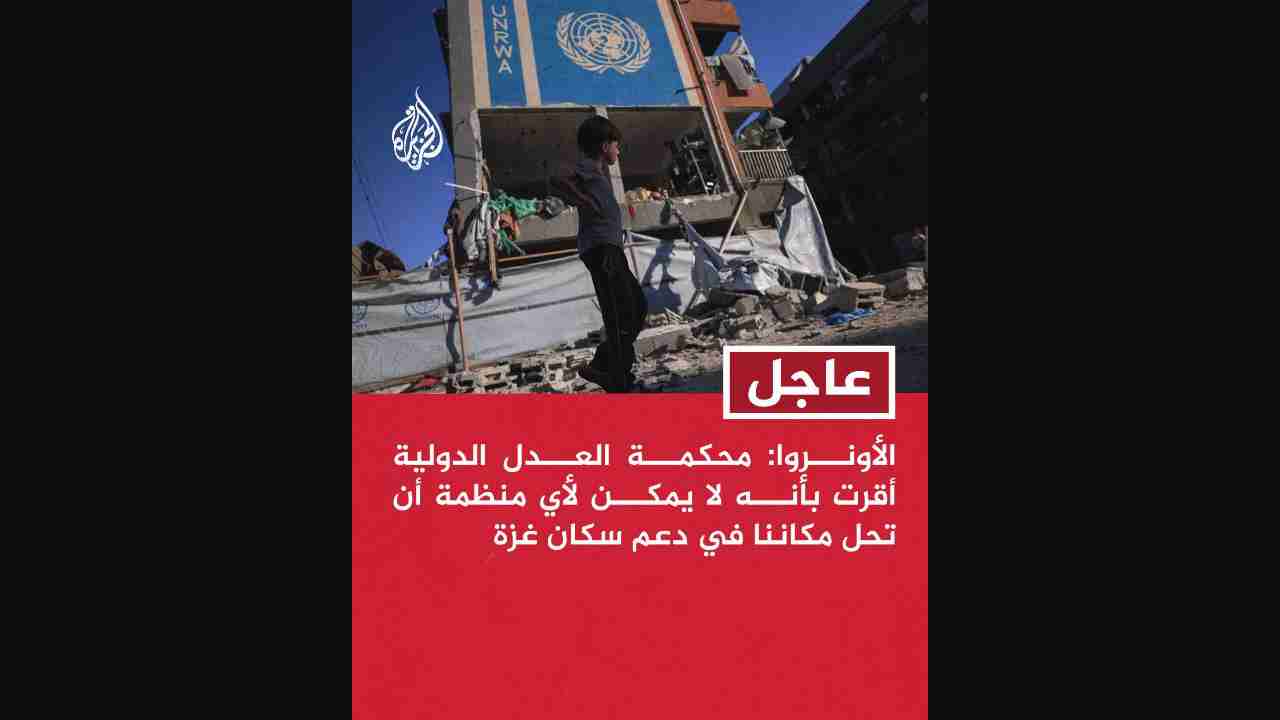 UNRWA
الجزيرة
عاجل
الأونروا: محكمة العدل الدولية
أقرت بأنه لا يمكن لأي منظمة أن
تحل مكاننا في دعم سكان غزة